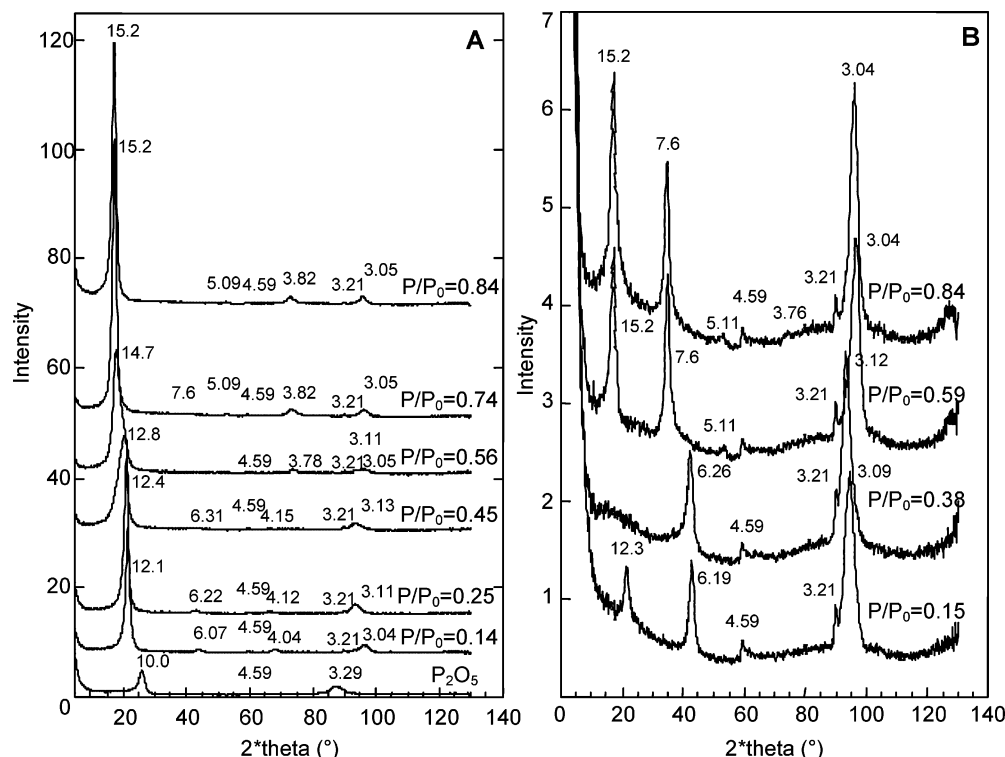 A
120
100
80
60
40
20
0
Intensity
15.2
15.2
5.09 4.59 3.82 3.21 3.05
P/P0=0.84
14.7
7.6 5.09 4.59 3.82 3.21 3.05
P/P0=0.74
12.8
4.59 3.78 3.11 3.21 3.05
P/P0=0.56
12.4
6.31 4.59 4.15 3.21 3.13
P/P0=0.45
12.1
6.22 4.59 4.12 3.21 3.11
P/P0=0.25
6.07 4.59 4.04 3.21 3.04
P/P0=0.14
10.0 4.59 3.29
P2O5
20 40 60 80 100 120 140
2*theta (°)
B
7
6
5
4
3
2
1
Intensity
15.2 7.6 3.04
5.11 4.59 3.76 3.21
P/P0=0.84
15.2 7.6 3.04
5.11 3.21
P/P0=0.59
3.12
6.26 4.59 3.21
P/P0=0.38
3.09
12.3 6.19 4.59 3.21
P/P0=0.15
0 20 40 60 80 100 120 140
2*theta (°)